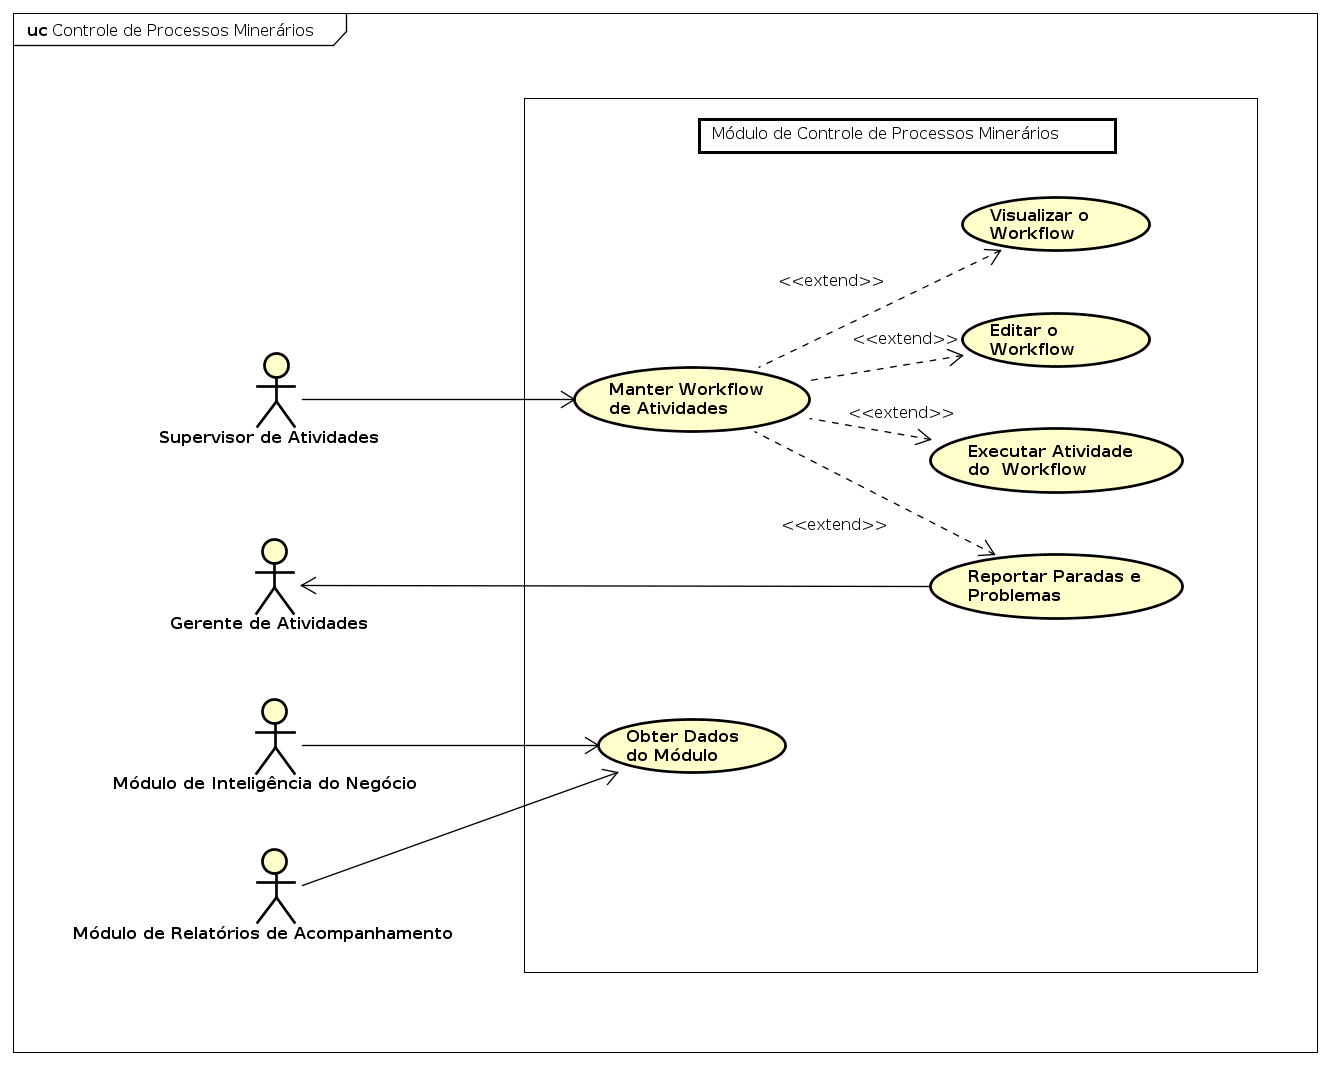 uc Controle de Processos Minerários
Módulo de Controle de Processos Minerários
Visualizar o
Workflow
<<extend>>
Editar o
Workflow
<<extend>>
Manter Workflow
de Atividades
<<extend>>
Supervisor de Atividades
Executar Atividade
do  Workflow
<<extend>>
Reportar Paradas e
Problemas
Gerente de Atividades
Obter Dados
do Módulo
Módulo de Inteligência do Negócio
Módulo de Relatórios de Acompanhamento